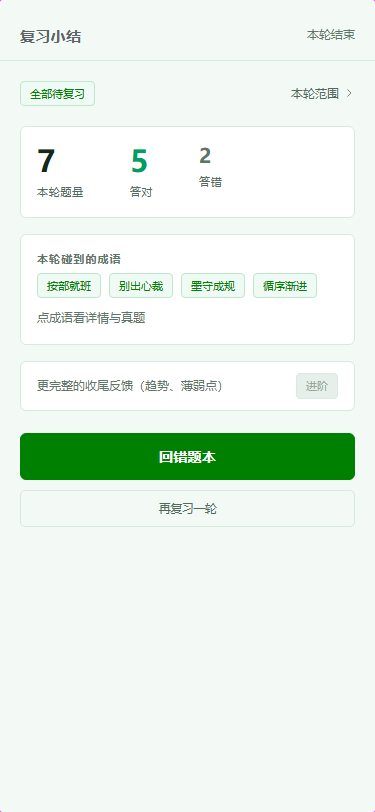 复习小结
本轮结束
全部待复习
本轮范围
7
本轮题量
5
答对
2
答错
本轮碰到的成语
按部就班 别出心裁 墨守成规 循序渐进
点成语看详情与真题
更完整的收尾反馈（趋势、薄弱点）
进阶
回错题本
再复习一轮